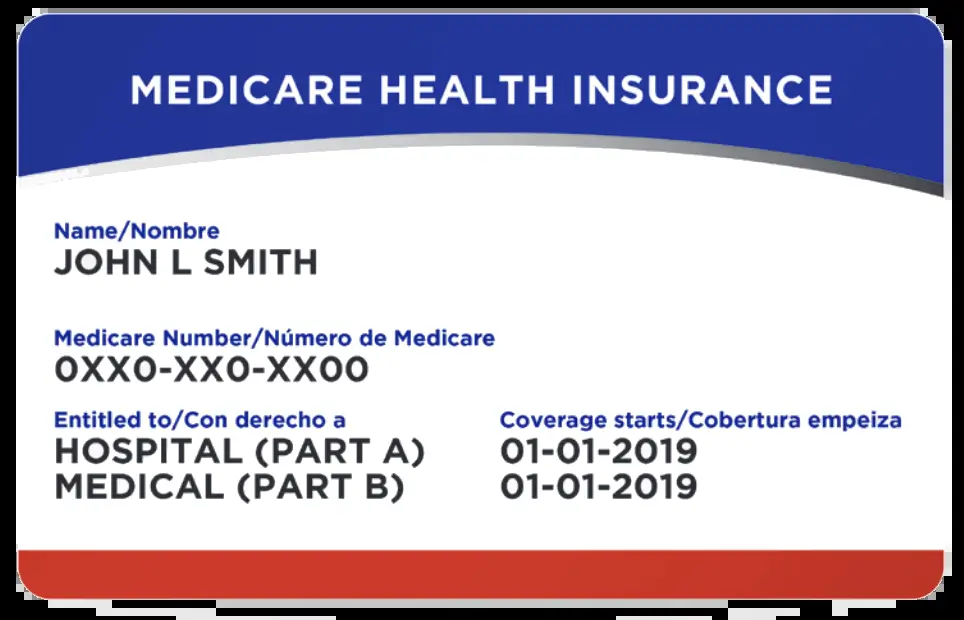 MEDICARE HEALTH INSURANCE
Name/Nombre
JOHN L SMITH
Medicare Number/Número de Medicare
0XX0-XX0-XX00
Entitled to/Con derecho a
HOSPITAL (PART A)
MEDICAL (PART B)
Coverage starts/Cobertura empeiza
01-01-2019
01-01-2019